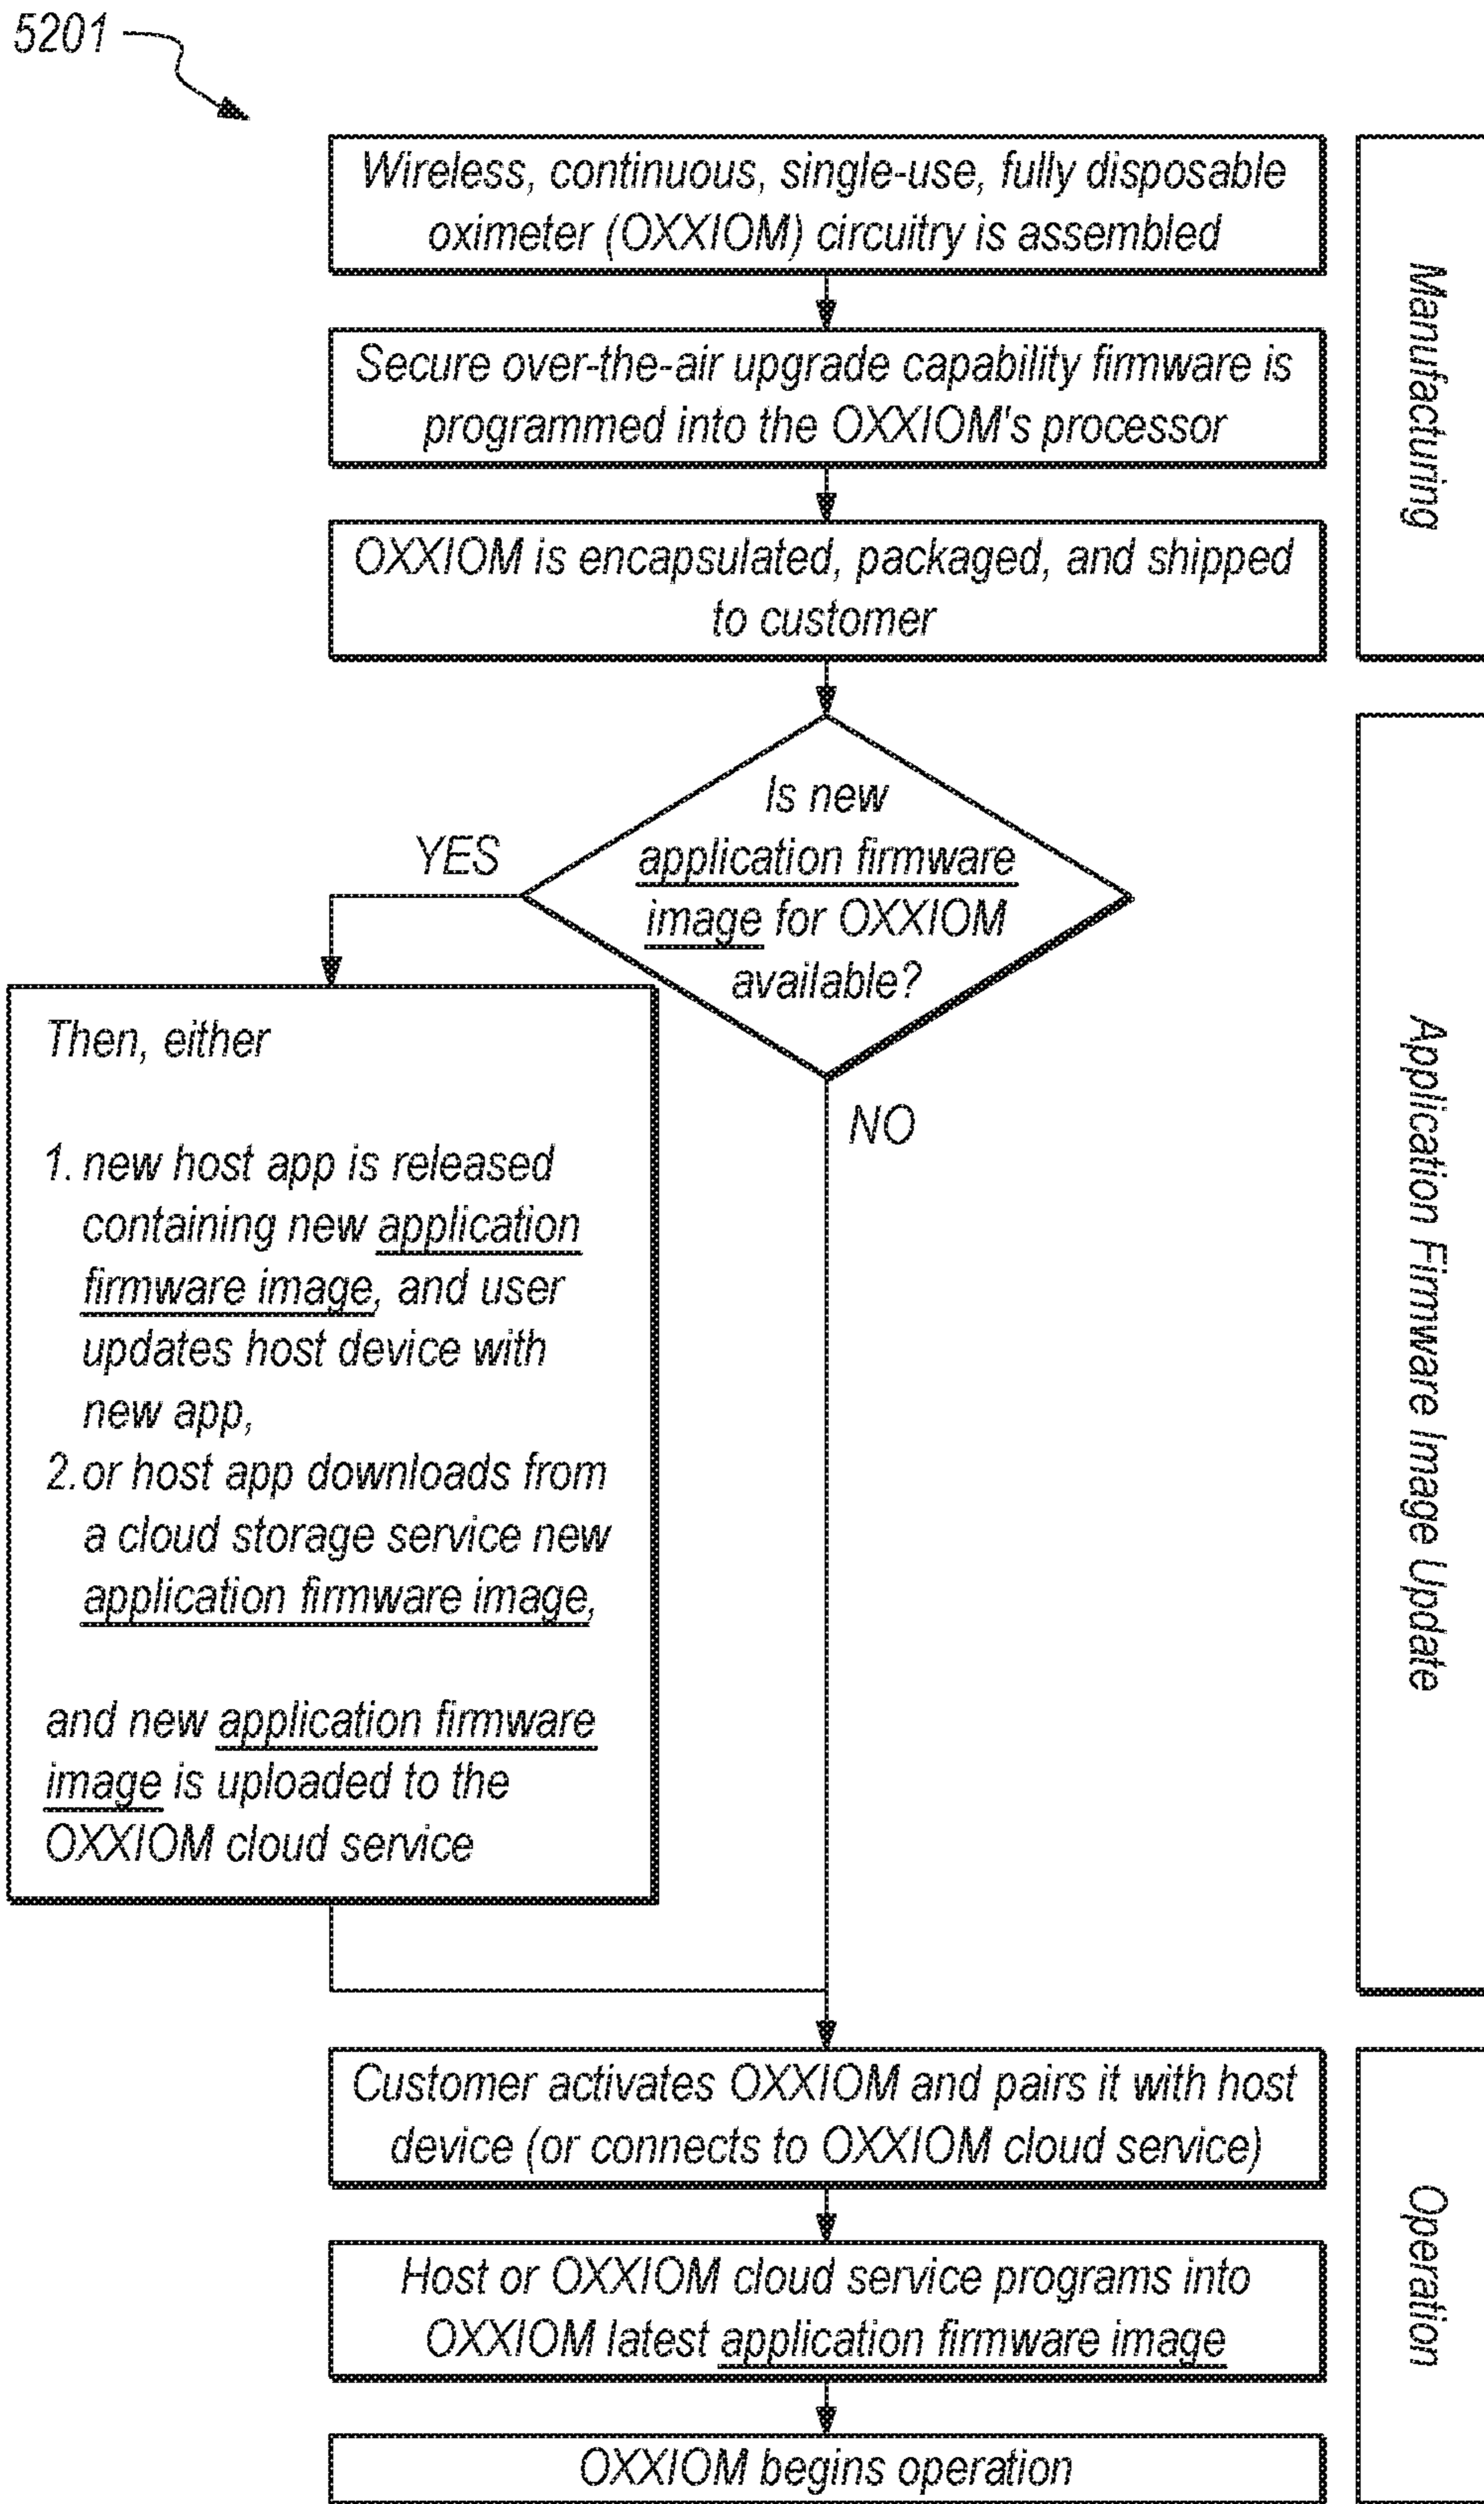 5201
Wireless, continuous, single-use, fully disposable
oximeter (OXXIOM) circuitry is assembled
Secure over-the-air upgrade capability firmware is
programmed into the OXXIOM's processor
OXXIOM is encapsulated, packaged, and shipped
to customer
Manufacturing
Is new
application firmware
image for OXXIOM
available?
YES
NO
Then, either
1. new host app is released
containing new application
firmware image, and user
updates host device with
new app,
2. or host app downloads from
a cloud storage service new
application firmware image,
and new application firmware
image is uploaded to the
OXXIOM cloud service
Application Firmware Image Update
Customer activates OXXIOM and pairs it with host
device (or connects to OXXIOM cloud service)
Host or OXXIOM cloud service programs into
OXXIOM latest application firmware image
OXXIOM begins operation
Operation